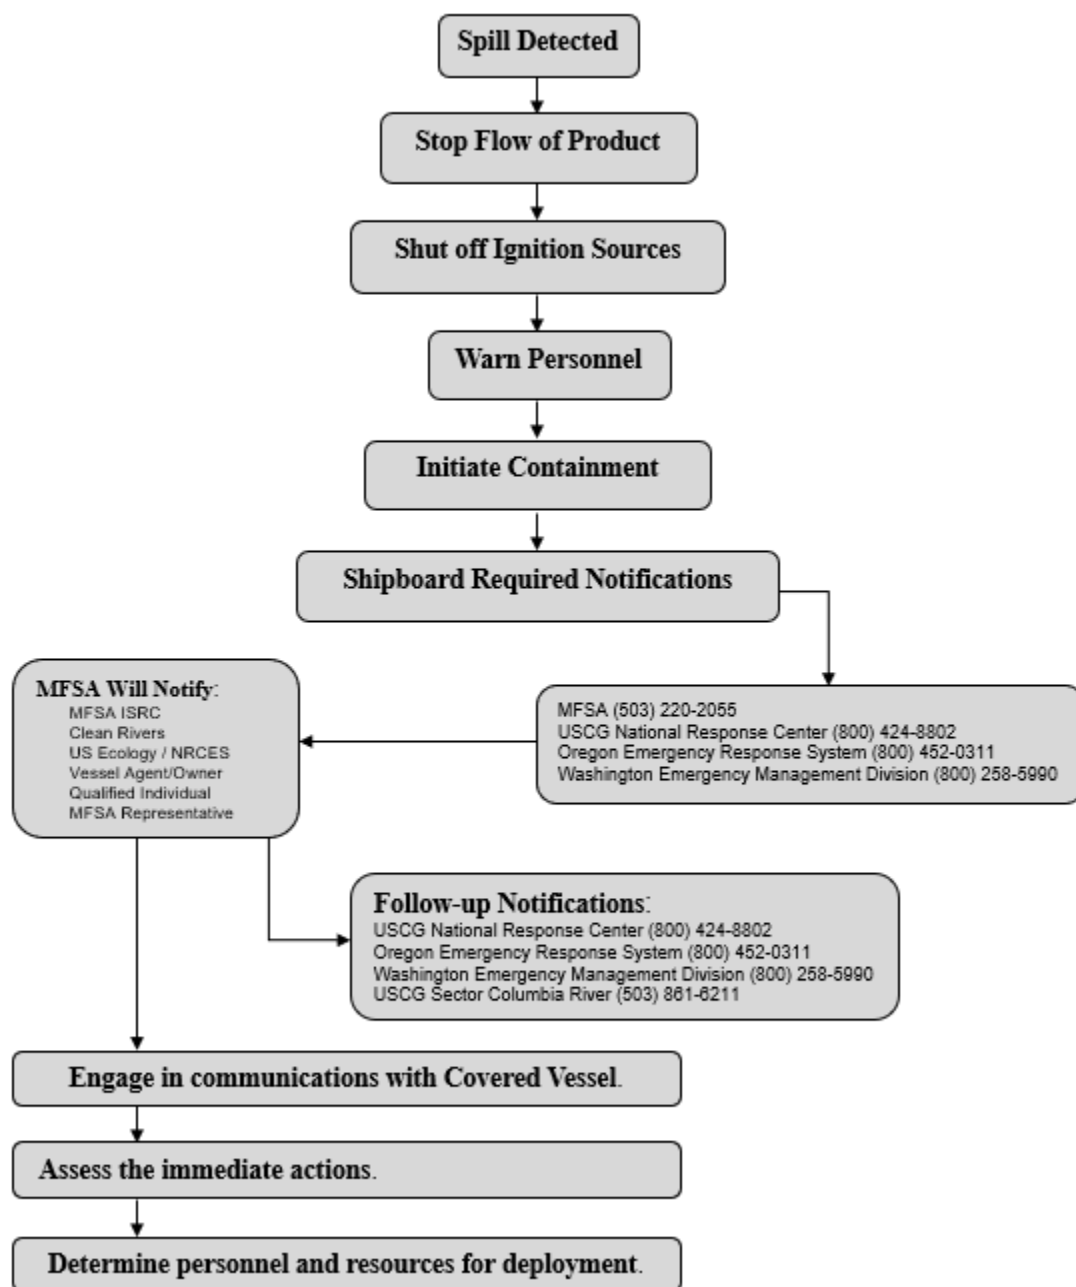 Spill Detected
Stop Flow of Product
Shut off Ignition Sources
Warn Personnel
Initiate Containment
Shipboard Required Notifications
MFSA (503) 220-2055
USCG National Response Center (800) 424-8802
Oregon Emergency Response System (800) 452-0311
Washington Emergency Management Division (800) 258-5990
MFSA Will Notify:
MFSA ISRC
Clean Rivers
US Ecology / NRCES
Vessel Agent/Owner
Qualified Individual
MFSA Representative
Follow-up Notifications:
USCG National Response Center (800) 424-8802
Oregon Emergency Response System (800) 452-0311
Washington Emergency Management Division (800) 258-5990
USCG Sector Columbia River (503) 861-6211
Engage in communications with Covered Vessel.
Assess the immediate actions.
Determine personnel and resources for deployment.